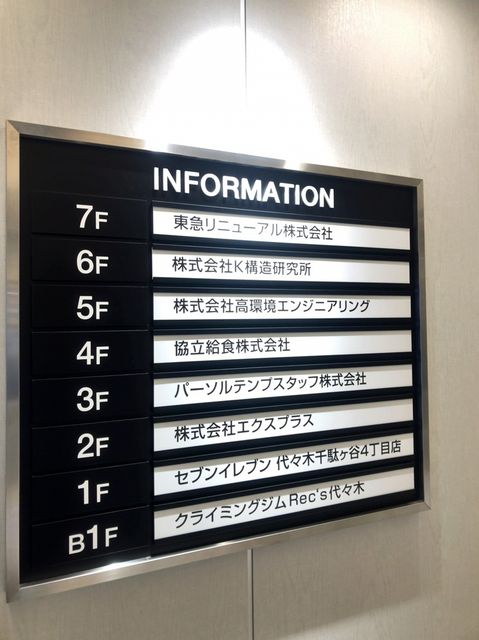 INFORMATION
7F 東急リニューアル株式会社
6F 株式会社K構造研究所
5F 株式会社高環境エンジニアリング
4F 協立給食株式会社
3F パーソルテンプスタッフ株式会社
2F 株式会社エクスプラス
1F セブンイレブン 代々木千駄ヶ谷4丁目店
B1F クライミングジムRec's代々木